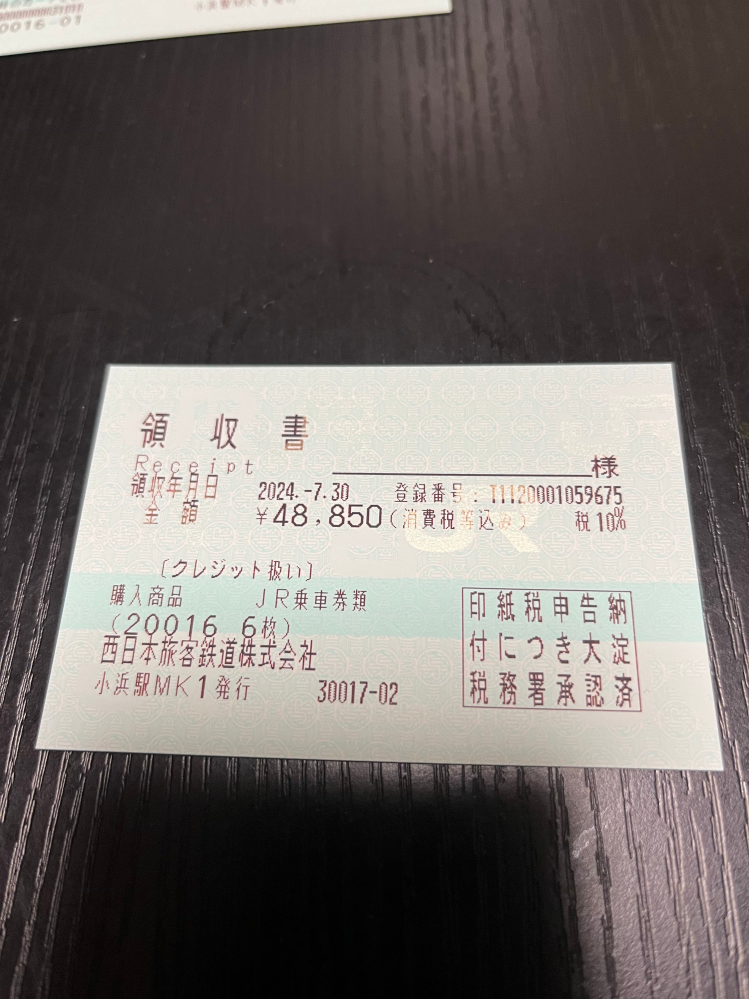 0016-01
領収書
Receipt
様
領収年月日 2024.-7.30 登録番号:T1120001059675
金額 ¥48,850(消費税等込み) 税10%
JR
〔クレジット扱い〕
購入商品 JR乗車券類
(20016 6枚)
西日本旅客鉄道株式会社
小浜駅MK1発行 30017-02
印紙税申告納
付につき大淀
税務署承認済